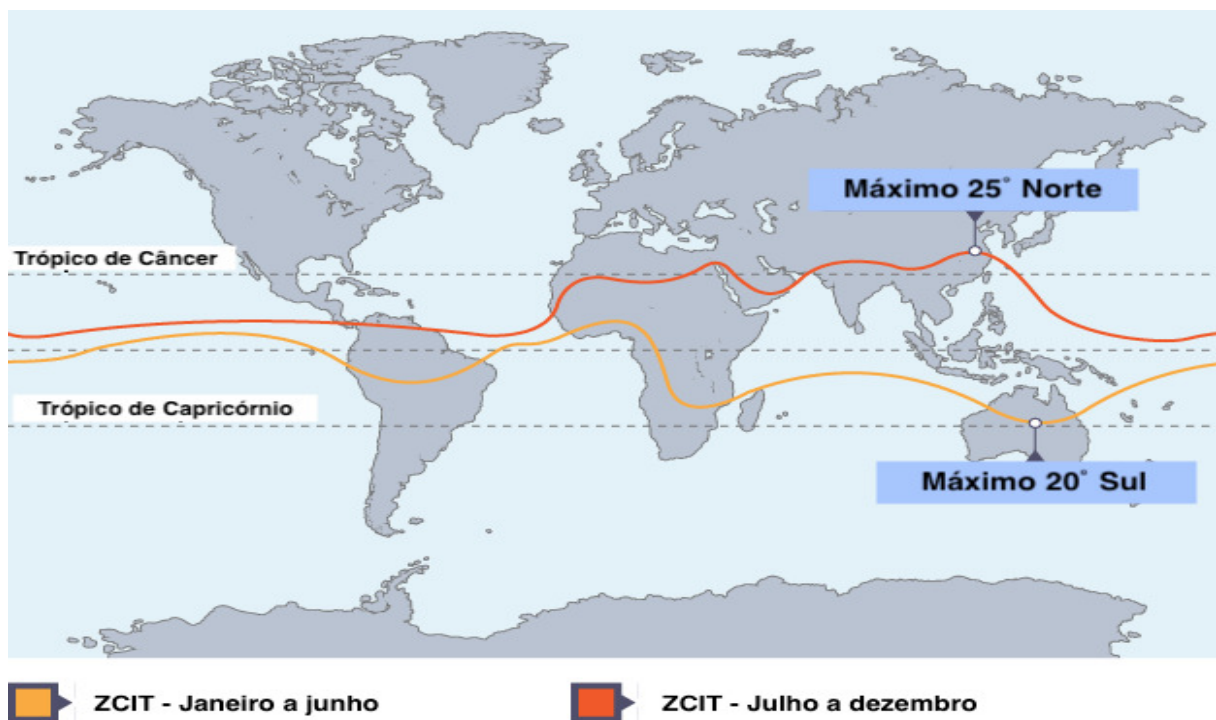 Máximo 25° Norte
Trópico de Câncer
Trópico de Capricórnio
Máximo 20° Sul
ZCIT - Janeiro a junho
ZCIT - Julho a dezembro